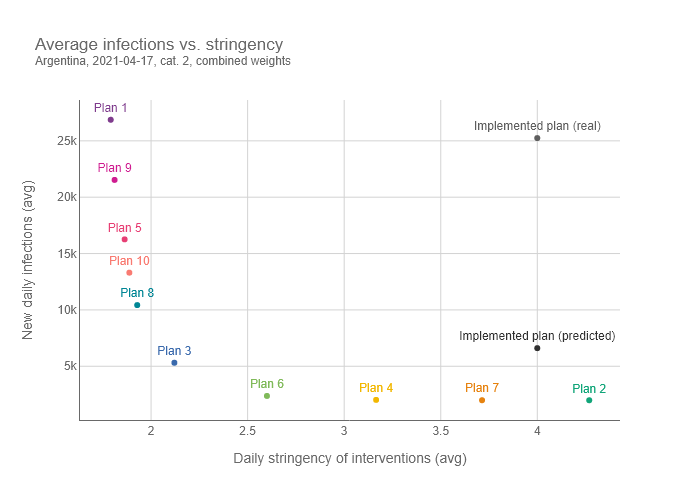 Average infections vs. stringency
Argentina, 2021-04-17, cat. 2, combined weights
Plan 1
Implemented plan (real)
25k
Plan 9
20k
Plan 5
15k
Plan 10
Plan 8
10k
Implemented plan (predicted)
Plan 3
5k
Plan 6
Plan 4
Plan 7
Plan 2
New daily infections (avg)
2
2.5
3
3.5
4
Daily stringency of interventions (avg)